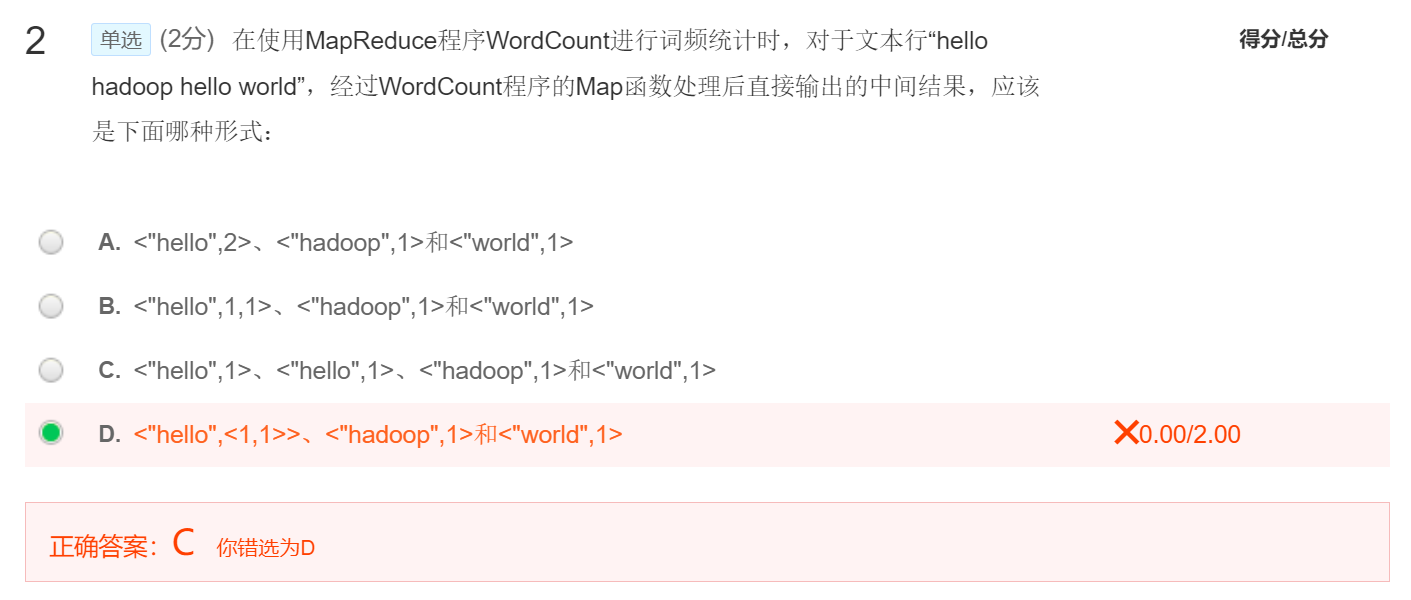 2 单选 (2分) 在使用MapReduce程序WordCount进行词频统计时，对于文本行“hello 得分/总分
hadoop hello world”，经过WordCount程序的Map函数处理后直接输出的中间结果，应该
是下面哪种形式：
A. <"hello",2>、<"hadoop",1>和<"world",1>
B. <"hello",1,1>、<"hadoop",1>和<"world",1>
C. <"hello",1>、<"hello",1>、<"hadoop",1>和<"world",1>
D. <"hello",<1,1>>、<"hadoop",1>和<"world",1> 0.00/2.00
正确答案：C 你错选为D